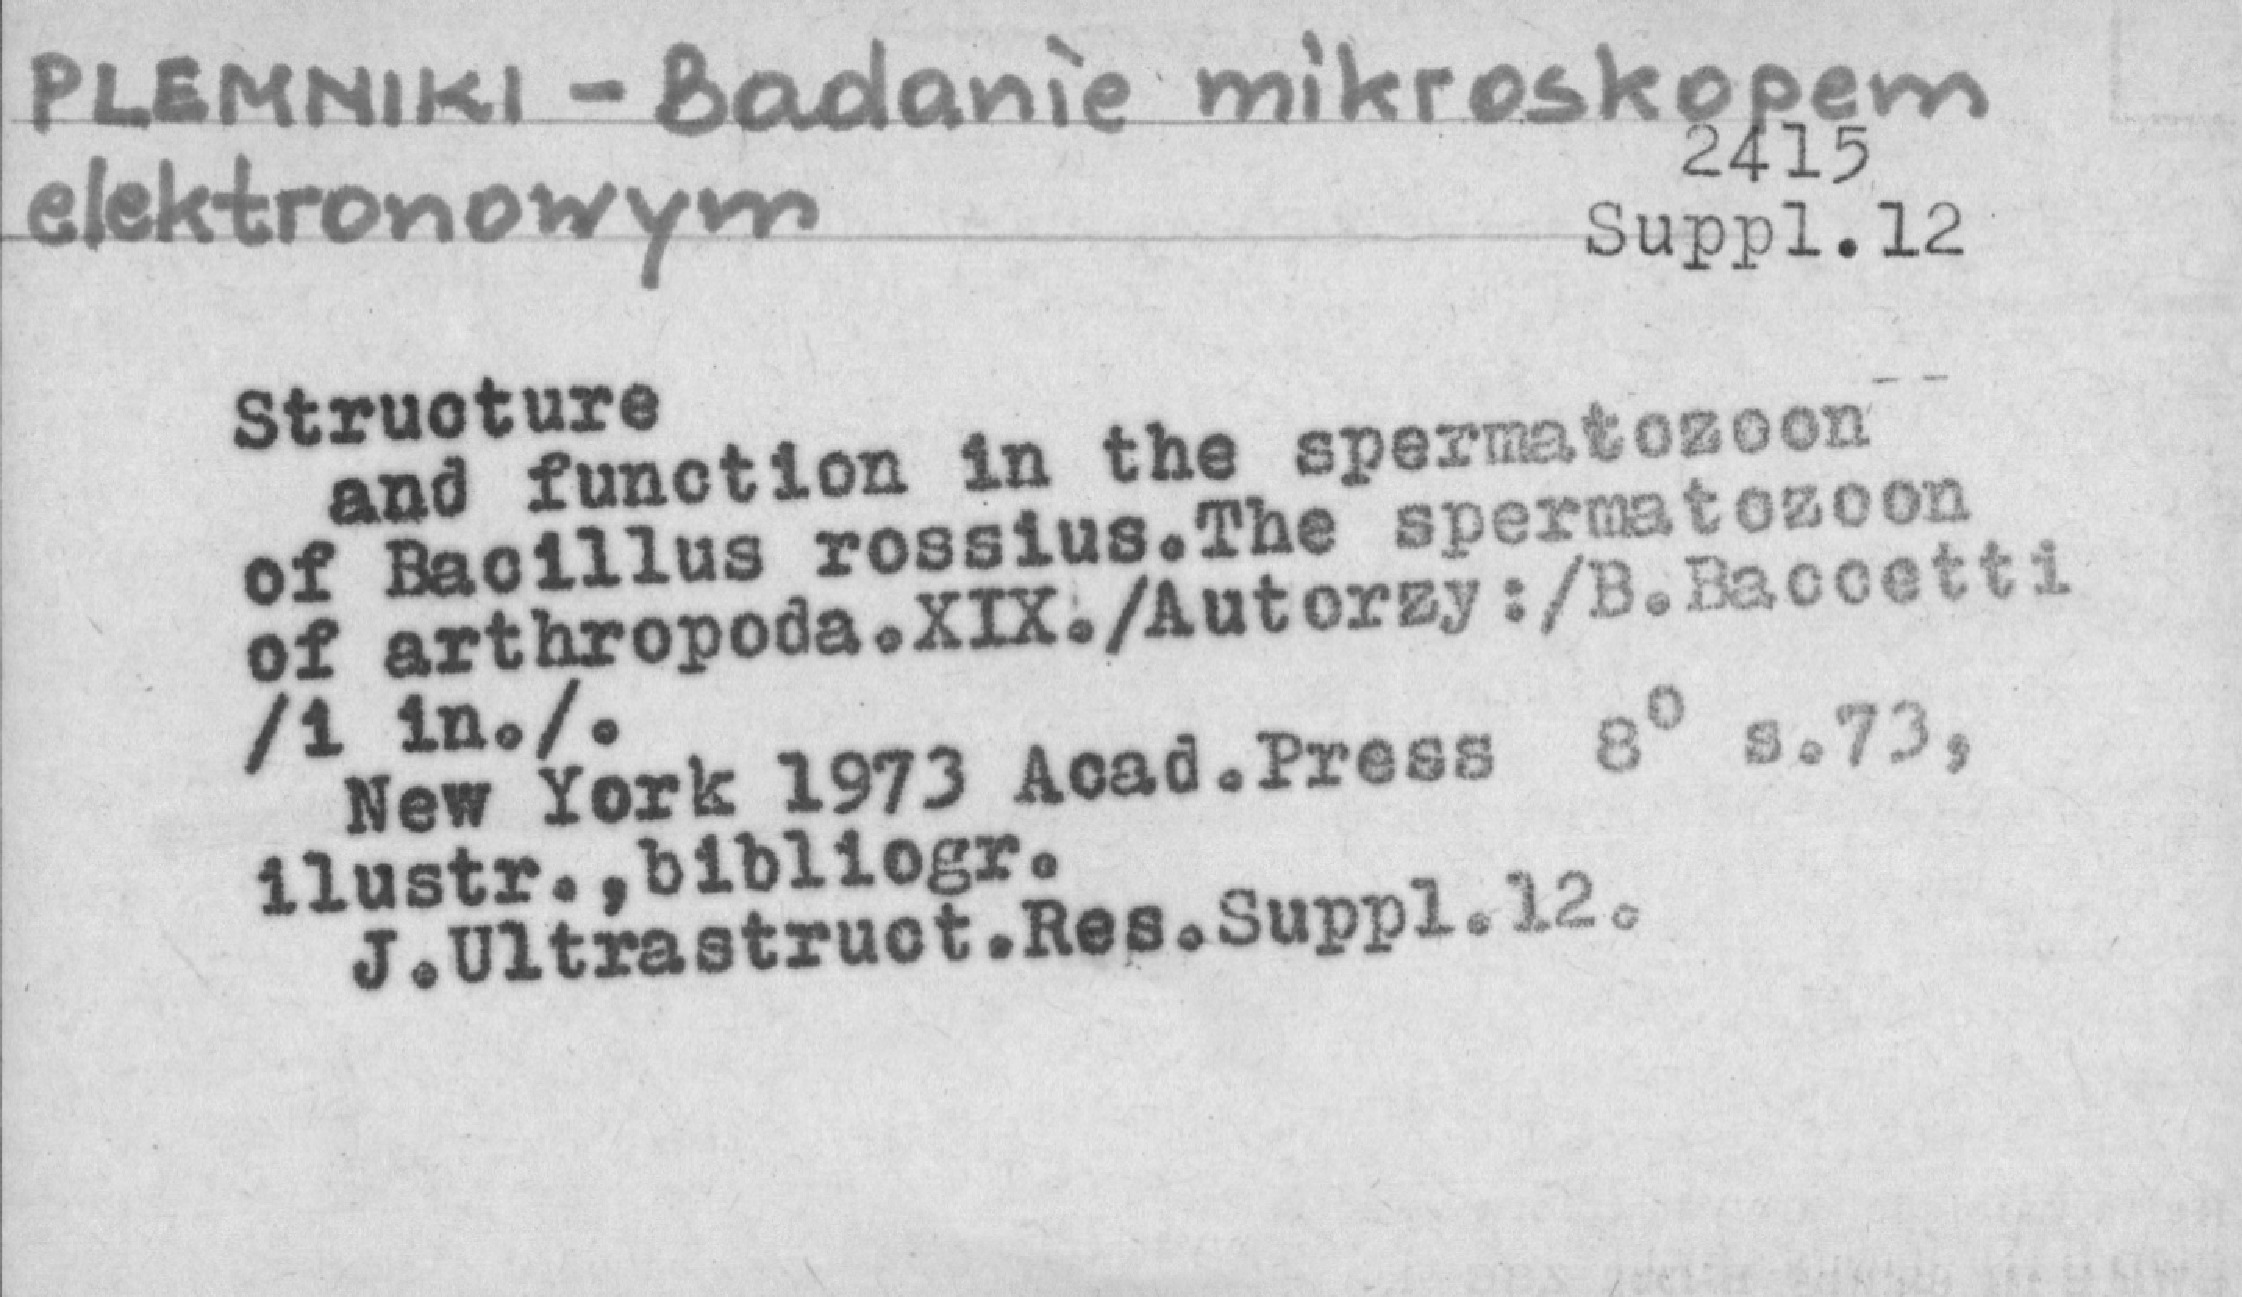 PLEMNIKI - Badanie mikroskopem
2415
elektronowym
Suppl.12
Structure
and function in the spermatozoon
of Bacillus rossius.The spermatozoon
of arthropoda.XIX./Autorzy:/B.Baccetti
/i in./.
New York 1973 Acad.Press 8° s.73,
ilustr.,bibliogr.
J.Ultrastruct.Res.Suppl.12.